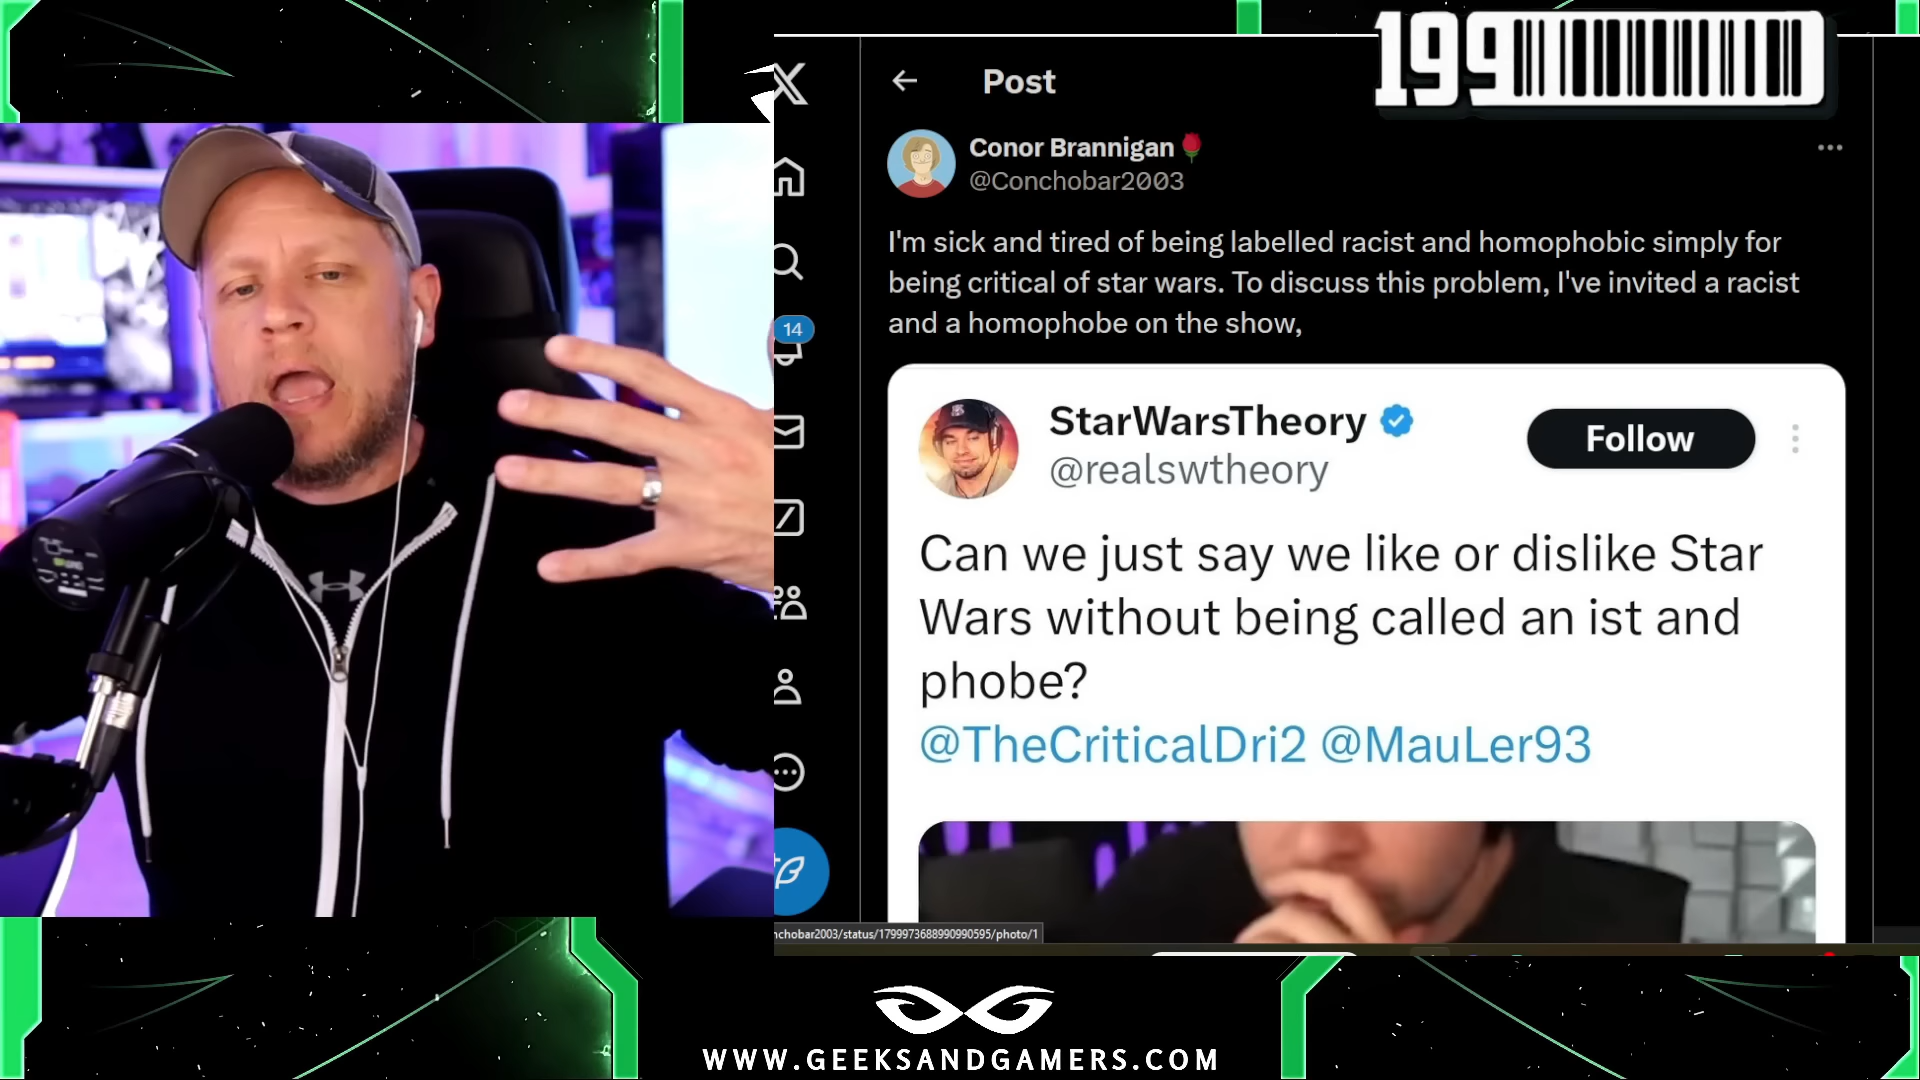 199
Post
Conor Brannigan🌹
@Conchobar2003
I'm sick and tired of being labelled racist and homophobic simply for
being critical of star wars. To discuss this problem, I've invited a racist
and a homophobe on the show,
14
StarWarsTheory
@realswtheory
Follow
Can we just say we like or dislike Star
Wars without being called an ist and
phobe?
@TheCriticalDri2 @MauLer93
nchobar2003/status/1799973688990990595/photo/1
WWW.GEEKSANDGAMERS.COM